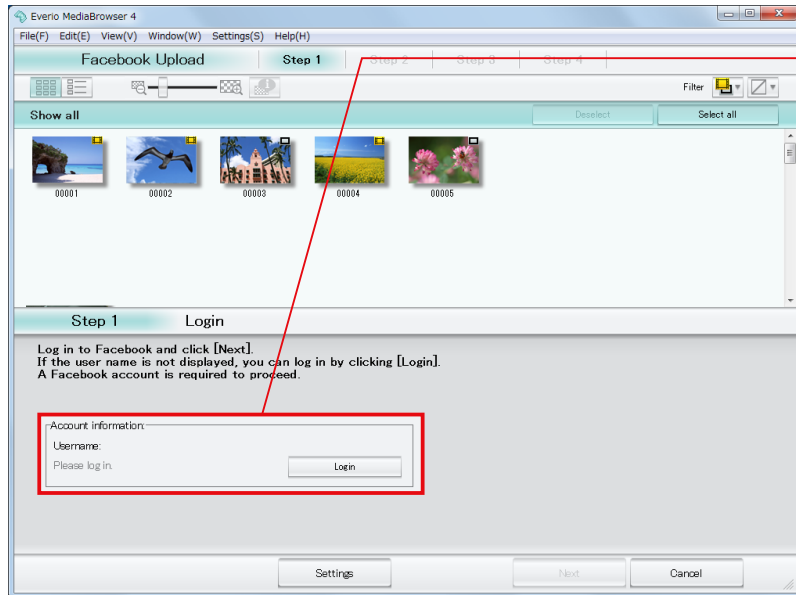 Everio MediaBrowser 4
File(F) Edit(E) View(V) Window(W) Settings(S) Help(H)
Facebook Upload Step 1 Step 2 Step 3 Step 4
Filter
Show all Deselect Select all
00001 00002 00003 00004 00005
Step 1 Login
Log in to Facebook and click [Next].
If the user name is not displayed, you can log in by clicking [Login].
A Facebook account is required to proceed.
Account information:
Username:
Please log in. Login
Settings Next Cancel